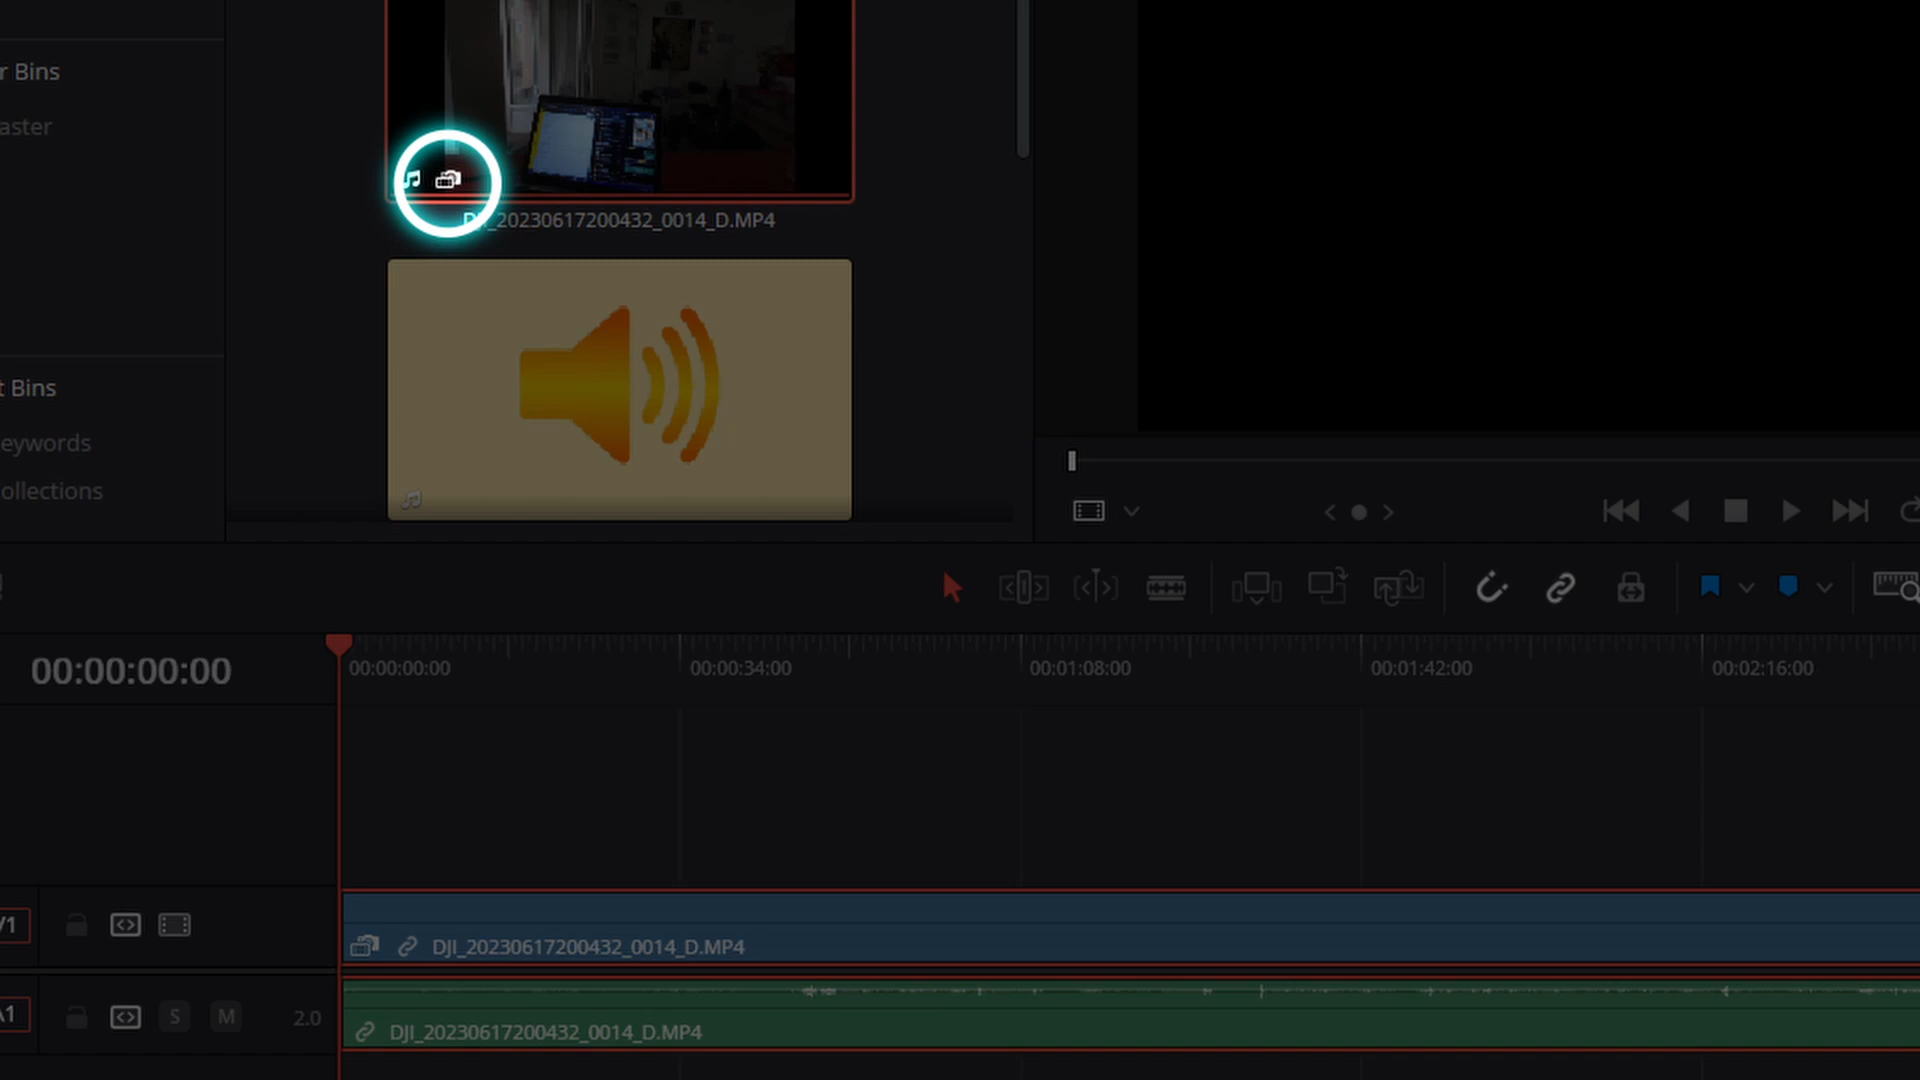 r Bins
aster
DJI_20230617200432_0014_D.MP4
t Bins
eywords
ollections
00:00:00:00
00:00:00:00
00:00:34:00
00:01:08:00
00:01:42:00
00:02:16:00
V1
DJI_20230617200432_0014_D.MP4
A1
S
M
2.0
DJI_20230617200432_0014_D.MP4